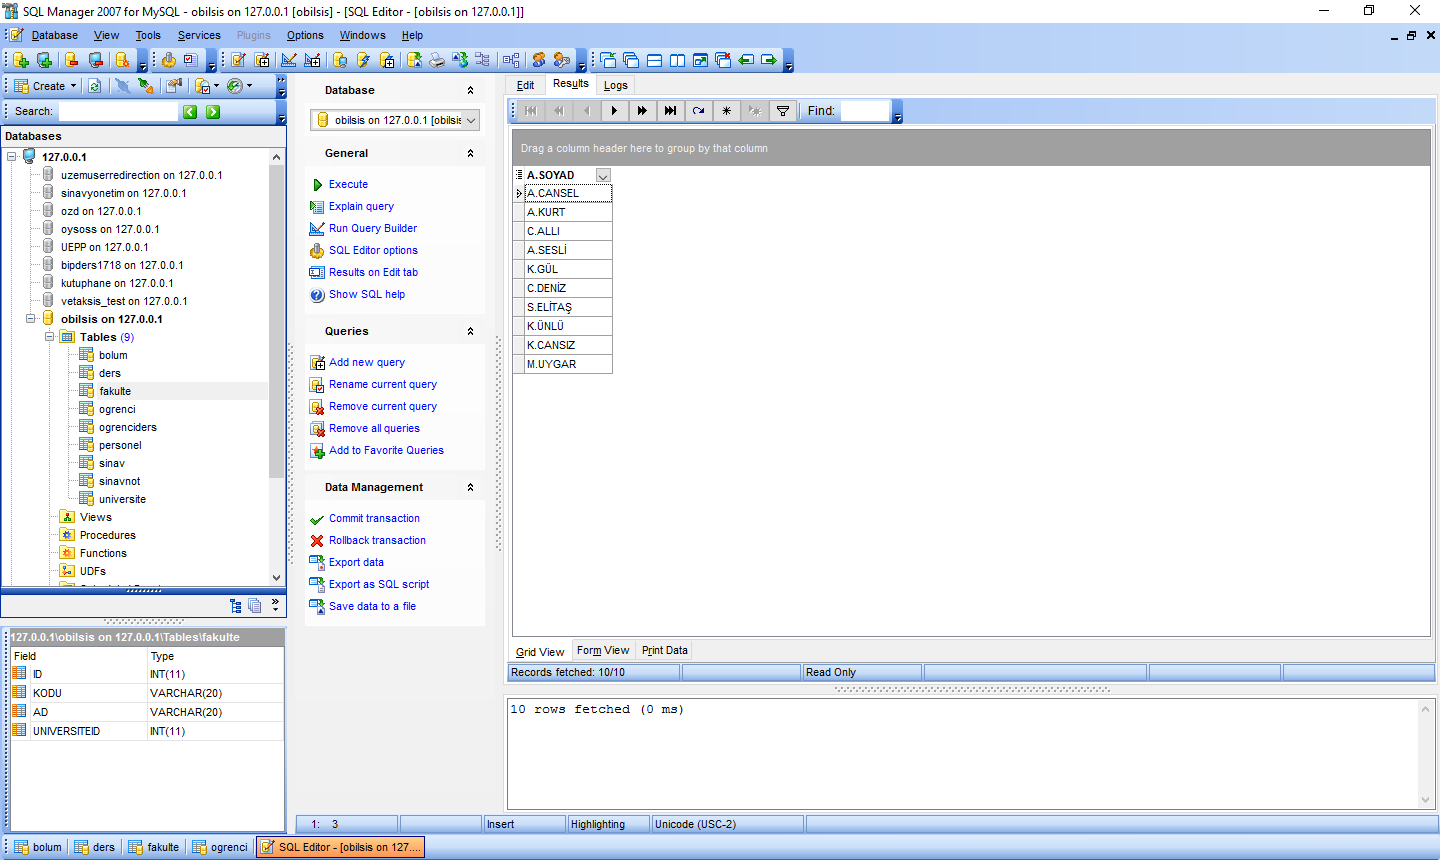 SQL Manager 2007 for MySQL - obilsis on 127.0.0.1 [obilsis] - [SQL Editor - [obilsis on 127.0.0.1]]
Database View Tools Services Plugins Options Windows Help
Create
Search:
Databases
127.0.0.1
uzemuserredirection on 127.0.0.1
sinavyonetim on 127.0.0.1
ozd on 127.0.0.1
oysoss on 127.0.0.1
UEPP on 127.0.0.1
bipders1718 on 127.0.0.1
kutuphane on 127.0.0.1
vetaksis_test on 127.0.0.1
obilsis on 127.0.0.1
Tables (9)
bolum
ders
fakulte
ogrenci
ogrenciders
personel
sinav
sinavnot
universite
Views
Procedures
Functions
UDFs
127.0.0.1\obilsis on 127.0.0.1\Tables\fakulte
Field Type
ID INT(11)
KODU VARCHAR(20)
AD VARCHAR(20)
UNIVERSITEID INT(11)
Database
obilsis on 127.0.0.1 [obilsis
General
Execute
Explain query
Run Query Builder
SQL Editor options
Results on Edit tab
Show SQL help
Queries
Add new query
Rename current query
Remove current query
Remove all queries
Add to Favorite Queries
Data Management
Commit transaction
Rollback transaction
Export data
Export as SQL script
Save data to a file
Edit Results Logs
Find:
Drag a column header here to group by that column
A.SOYAD
A.CANSEL
A.KURT
C.ALLI
A.SESLİ
K.GÜL
C.DENİZ
S.ELİTAŞ
K.ÜNLÜ
K.CANSIZ
M.UYGAR
Grid View Form View Print Data
Records fetched: 10/10 Read Only
10 rows fetched (0 ms)
1: 3 Insert Highlighting Unicode (USC-2)
bolum ders fakulte ogrenci SQL Editor - [obilsis on 127....